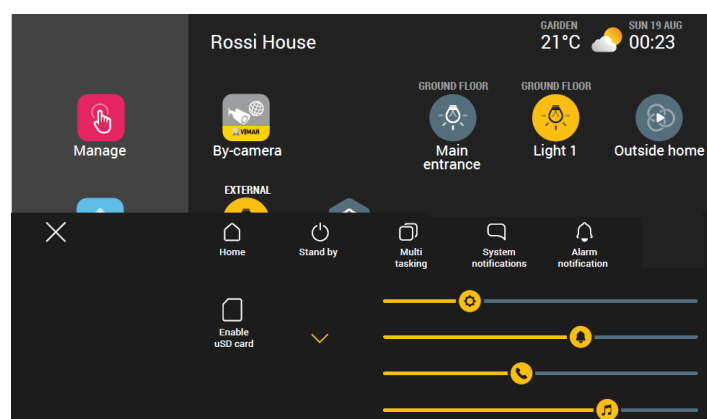 GARDEN
SUN 19 AUG
Rossi House
21°C
00:23
GROUND FLOOR
GROUND FLOOR
VIMAR
Manage
By-camera
Main
entrance
Light 1
Outside home
EXTERNAL
Home
Stand by
Multi
tasking
System
notifications
Alarm
notification
Enable
uSD card